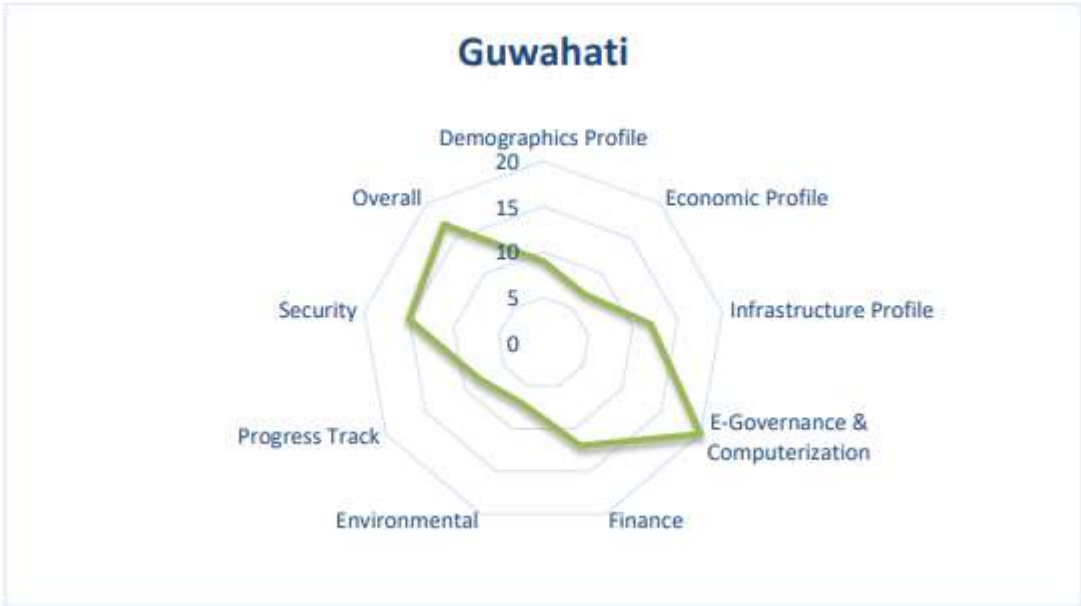 Guwahati
Demographics Profile
20
Overall
Economic Profile
15
10
Security
5
Infrastructure Profile
0
E-Governance &
Computerization
Progress Track
Environmental
Finance